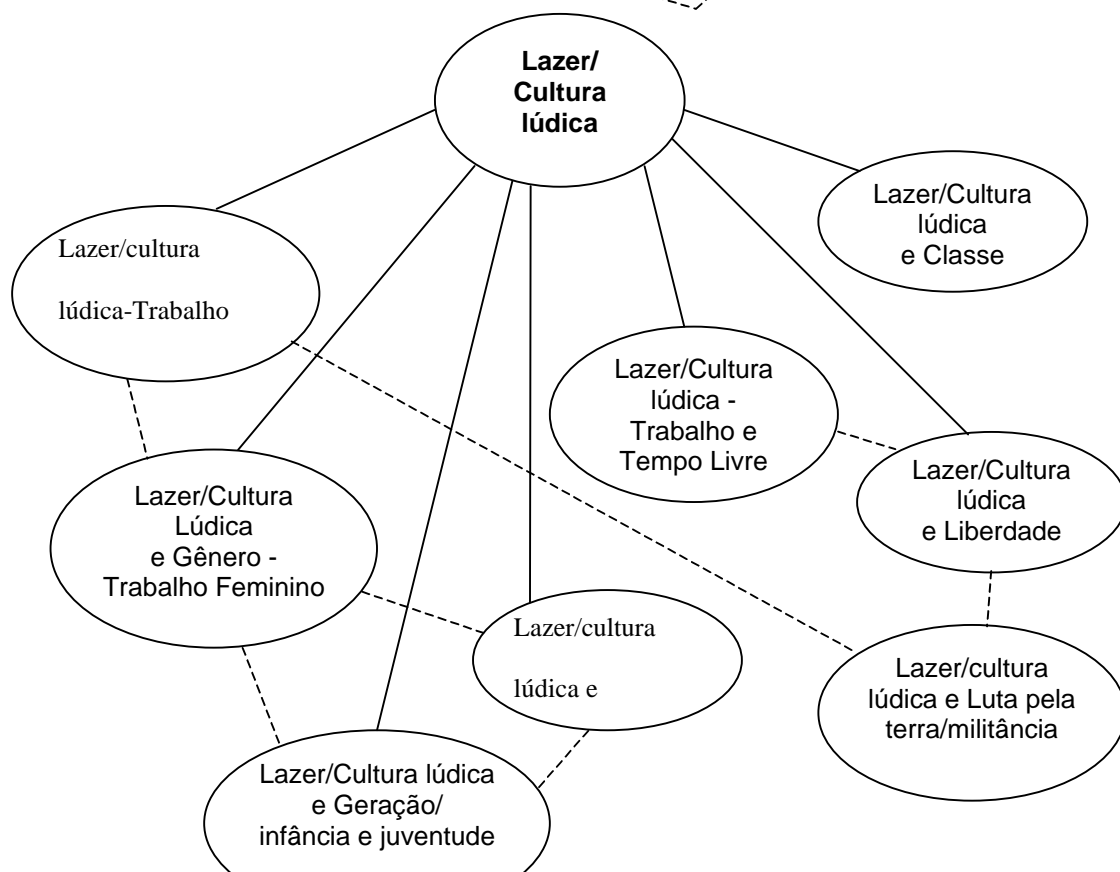 Lazer/
Cultura
lúdica
Lazer/Cultura
lúdica
e Classe
Lazer/cultura
lúdica-Trabalho
Lazer/Cultura
lúdica -
Trabalho e
Tempo Livre
Lazer/Cultura
lúdica
e Liberdade
Lazer/Cultura
Lúdica
e Gênero -
Trabalho Feminino
Lazer/cultura
lúdica e
Lazer/cultura
lúdica e Luta pela
terra/militância
Lazer/Cultura lúdica
e Geração/
infância e juventude